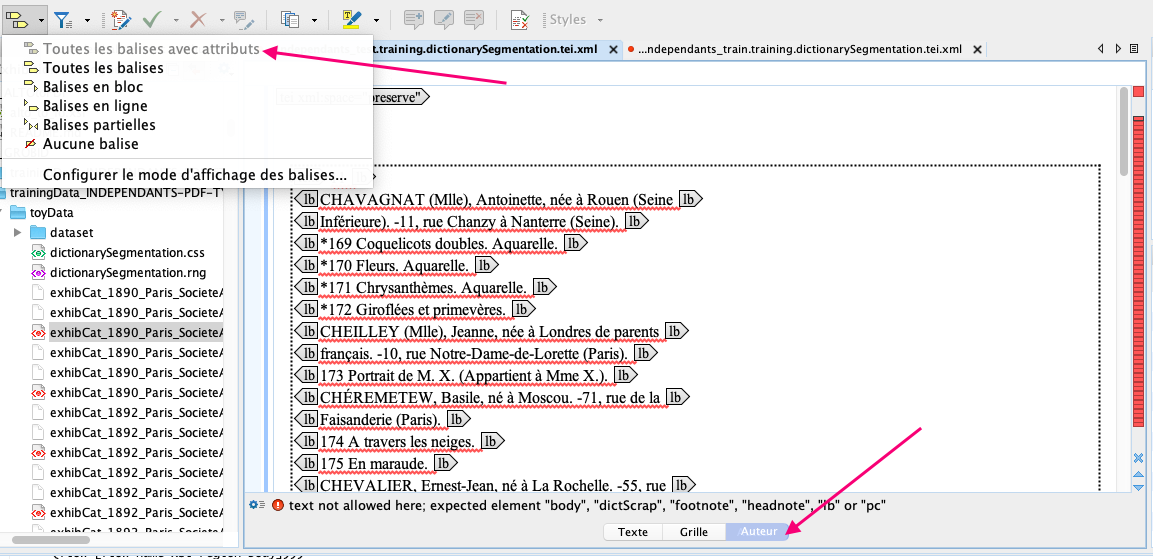 Styles
Toutes les balises avec attributs
Toutes les balises
Balises en bloc
Balises en ligne
Balises partielles
Aucune balise
Configurer le mode d'affichage des balises...
.training.dictionarySegmentation.tei.xml
...ndependants_train.training.dictionarySegmentation.tei.xml
"preserve"
trainingData_INDEPENDANTS-PDF-T
toyData
dataset
dictionarySegmentation.css
dictionarySegmentation.rng
exhibCat_1890_Paris_SocieteA
exhibCat_1890_Paris_SocieteA
exhibCat_1890_Paris_SocieteA
exhibCat_1890_Paris_SocieteA
exhibCat_1890_Paris_SocieteA
exhibCat_1890_Paris_SocieteA
exhibCat_1892_Paris_SocieteA
exhibCat_1892_Paris_SocieteA
exhibCat_1892_Paris_SocieteA
exhibCat_1892_Paris_SocieteA
exhibCat_1892_Paris_SocieteA
exhibCat_1892_Paris_SocieteA
lb CHAVAGNAT (Mlle), Antoinette, née à Rouen (Seine lb
lb Inférieure). -11, rue Chanzy à Nanterre (Seine). lb
lb *169 Coquelicots doubles. Aquarelle. lb
lb *170 Fleurs. Aquarelle. lb
lb *171 Chrysanthèmes. Aquarelle. lb
lb *172 Giroflées et primevères. lb
lb CHEILLEY (Mlle), Jeanne, née à Londres de parents lb
lb français. -10, rue Notre-Dame-de-Lorette (Paris). lb
lb 173 Portrait de M. X. (Appartient à Mme X.). lb
lb CHÉREMETEW, Basile, né à Moscou. -71, rue de la lb
lb Faisanderie (Paris). lb
lb 174 A travers les neiges. lb
lb 175 En maraude. lb
lb CHEVALIER, Ernest-Jean, né à La Rochelle. -55, rue lb
text not allowed here; expected element "body", "dictScrap", "footnote", "headnote", "lb" or "pc"
Texte
Grille
Auteur